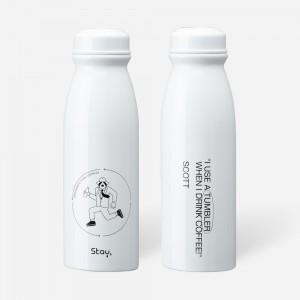 Stay,
"I USE A TUMBLER
WHEN I DRINK COFFEE!"
SCOTT